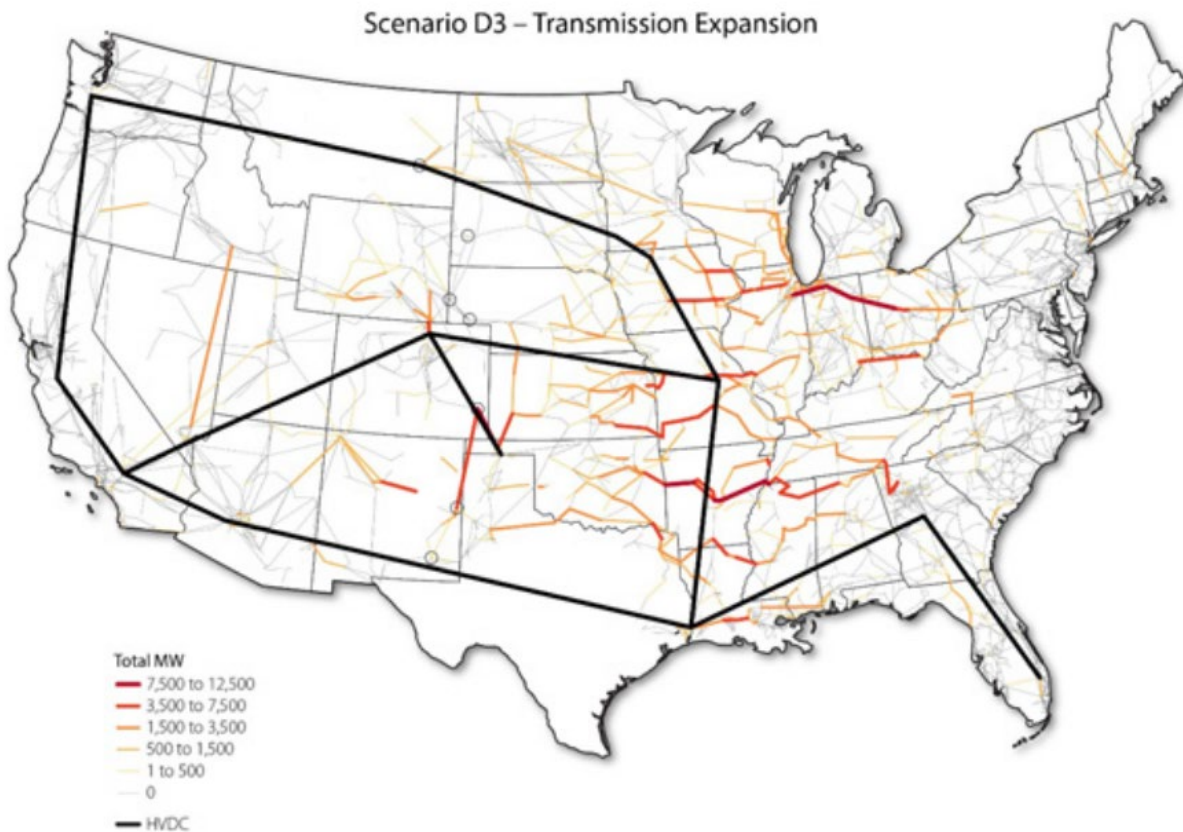 Scenario D3 – Transmission Expansion
Total MW
7,500 to 12,500
3,500 to 7,500
1,500 to 3,500
500 to 1,500
1 to 500
0
HVDC